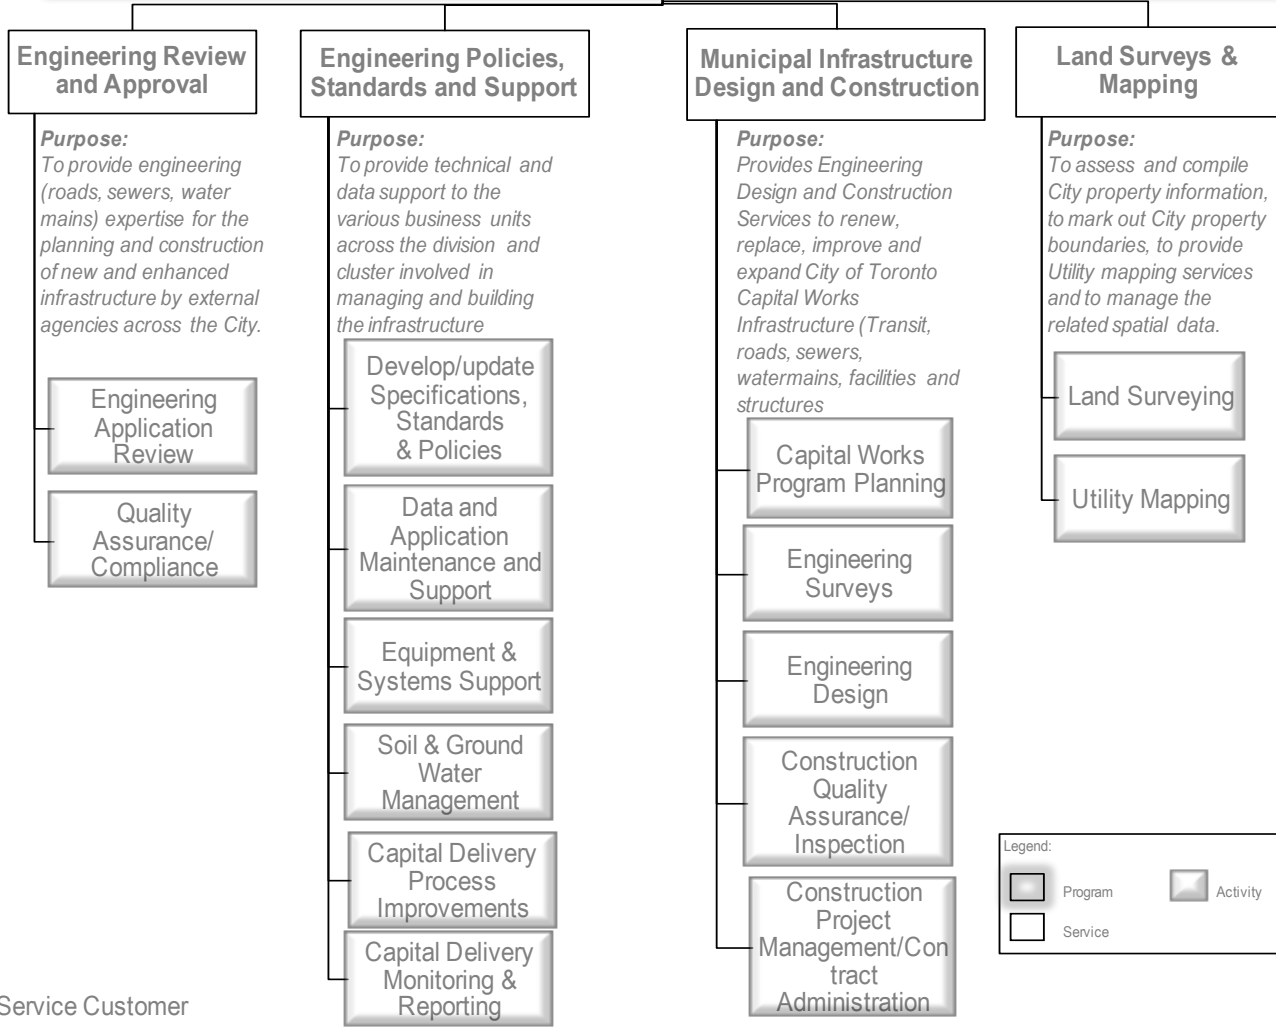 Engineering Review
and Approval
Purpose:
To provide engineering
(roads, sewers, water
mains) expertise for the
planning and construction
of new and enhanced
infrastructure by external
agencies across the City.
Engineering
Application
Review
Quality
Assurance/
Compliance
Engineering Policies,
Standards and Support
Purpose:
To provide technical and
data support to the
various business units
across the division and
cluster involved in
managing and building
the infrastructure
Develop/update
Specifications,
Standards
& Policies
Data and
Application
Maintenance and
Support
Equipment &
Systems Support
Soil & Ground
Water
Management
Capital Delivery
Process
Improvements
Capital Delivery
Monitoring &
Reporting
Municipal Infrastructure
Design and Construction
Purpose:
Provides Engineering
Design and Construction
Services to renew,
replace, improve and
expand City of Toronto
Capital Works
Infrastructure (Transit,
roads, sewers,
watermains, facilities and
structures
Capital Works
Program Planning
Engineering
Surveys
Engineering
Design
Construction
Quality
Assurance/
Inspection
Construction
Project
Management/Con
tract
Administration
Land Surveys &
Mapping
Purpose:
To assess and compile
City property information,
to mark out City property
boundaries, to provide
Utility mapping services
and to manage the
related spatial data.
Land Surveying
Utility Mapping
Legend:
Program
Activity
Service
Service Customer